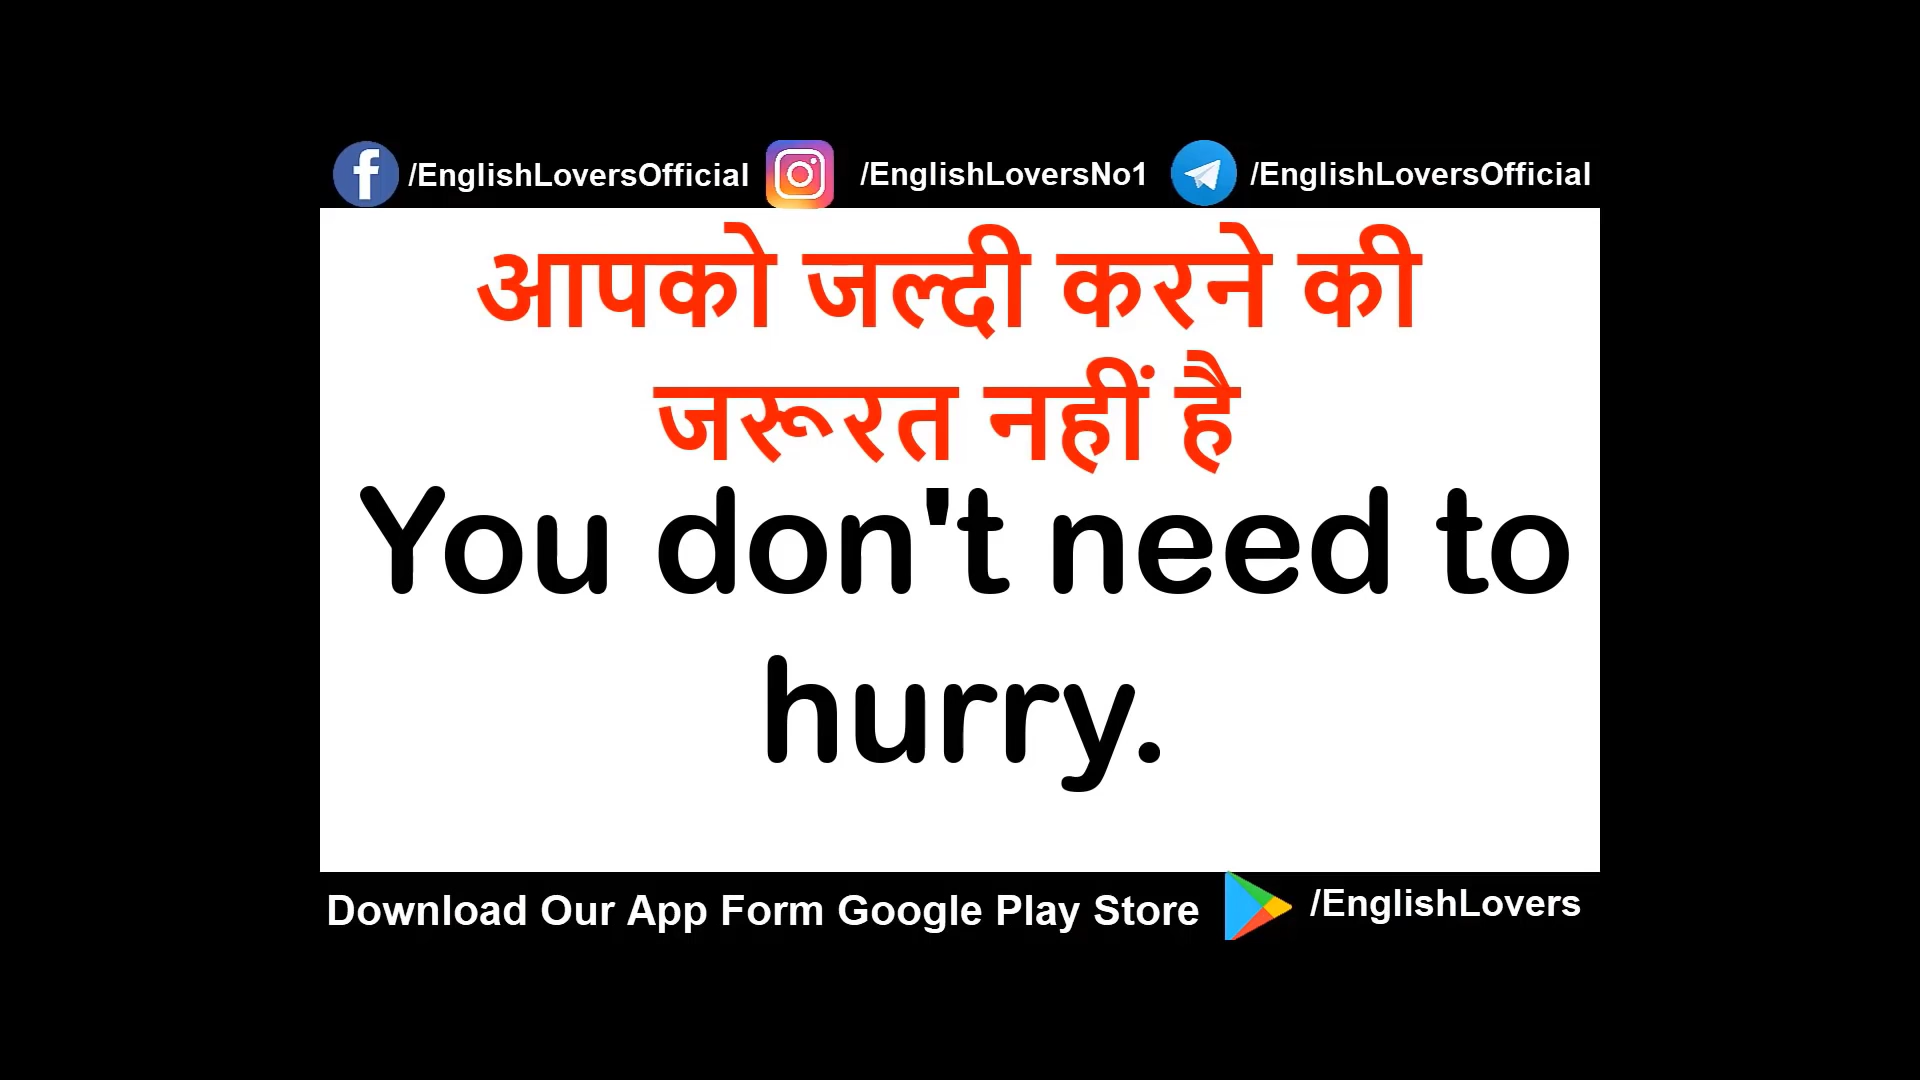 /EnglishLoversOfficial /EnglishLoversNo1 /EnglishLoversOfficial
आपको जल्दी करने की
जरूरत नहीं है
You don't need to
hurry.
Download Our App Form Google Play Store /EnglishLovers